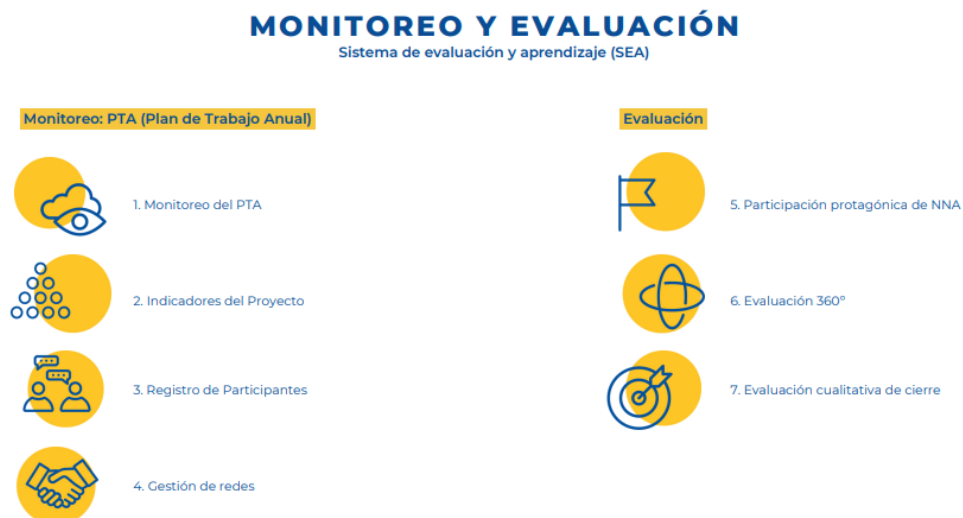 MONITOREO Y EVALUACIÓN
Sistema de evaluación y aprendizaje (SEA)
Monitoreo: PTA (Plan de Trabajo Anual)
1. Monitoreo del PTA
2. Indicadores del Proyecto
3. Registro de Participantes
4. Gestión de redes
Evaluación
5. Participación protagónica de NNA
6. Evaluación 360º
7. Evaluación cualitativa de cierre